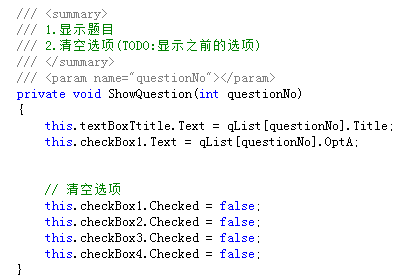 /// <summary>
/// 1.显示题目
/// 2.清空选项(TODO:显示之前的选项)
/// </summary>
/// <param name="questionNo"></param>
private void ShowQuestion(int questionNo)
{
    this.textBoxTtitle.Text = qList[questionNo].Title;
    this.checkBox1.Text = qList[questionNo].OptA;
    // 清空选项
    this.checkBox1.Checked = false;
    this.checkBox2.Checked = false;
    this.checkBox3.Checked = false;
    this.checkBox4.Checked = false;
}